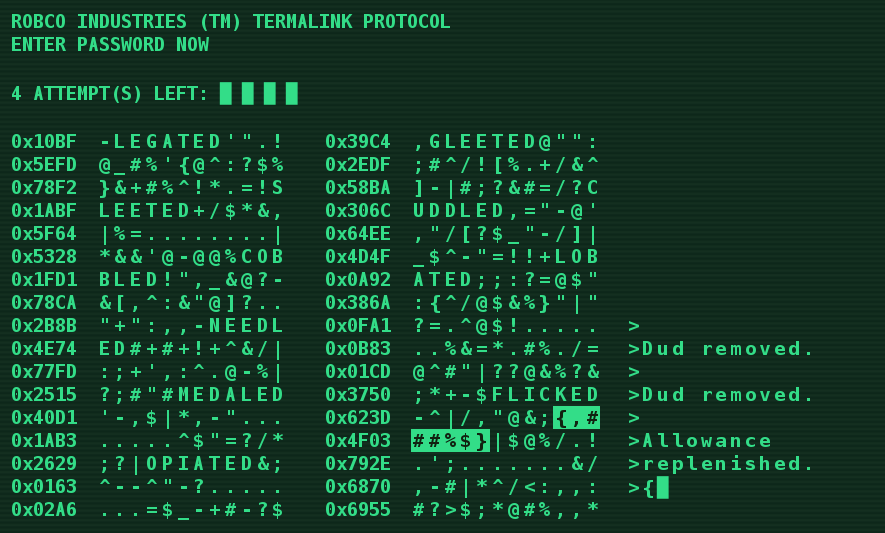 ROBCO INDUSTRIES (TM) TERMALINK PROTOCOL
ENTER PASSWORD NOW
4 ATTEMPT(S) LEFT: █ █ █ █
0x10BF -LEGATED'".! 0x39C4 ,GLEETED@"":
0x5EFD @_#%'{@^:?$% 0x2EDF ;#^/![%.+/&^
0x78F2 }&+#%^!*.=!S 0x58BA ]-|#;?&#=/?C
0x1ABF LEETED+/$*&, 0x306C UDDLED,="-@'
0x5F64 |%=........| 0x64EE ,"/[?$_"-/]|
0x5328 *&&'@-@@%COB 0x4D4F _$^-"=!!+LOB
0x1FD1 BLED!",_&@?- 0x0A92 ATED;;:?=@$"
0x78CA &[,^:&"@]?.. 0x386A :{^/@$&%}"|"
0x2B8B "+":,,-NEEDL 0x0FA1 ?=.^@$!..... >
0x4E74 ED#+#+!+^&/| 0x0B83 ..%&=*.#%./= >Dud removed.
0x77FD :;+',:^.@-%| 0x01CD @^#"|??@&%?& >
0x2515 ?;#"#MEDALED 0x3750 ;*+-$FLICKED >Dud removed.
0x40D1 '-,$|*,-"... 0x623D -^|/,"@&;{,# >
0x1AB3 .....^$"=?/* 0x4F03 ##%$}|$@%/.! >Allowance
0x2629 ;?|OPIATED&; 0x792E .';.......&/ >replenished.
0x0163 ^--^"-?..... 0x6870 ,-#|*^/<:,,: >{█
0x02A6 ...=$_-+#-?$ 0x6955 #?>$;*@#%,,*